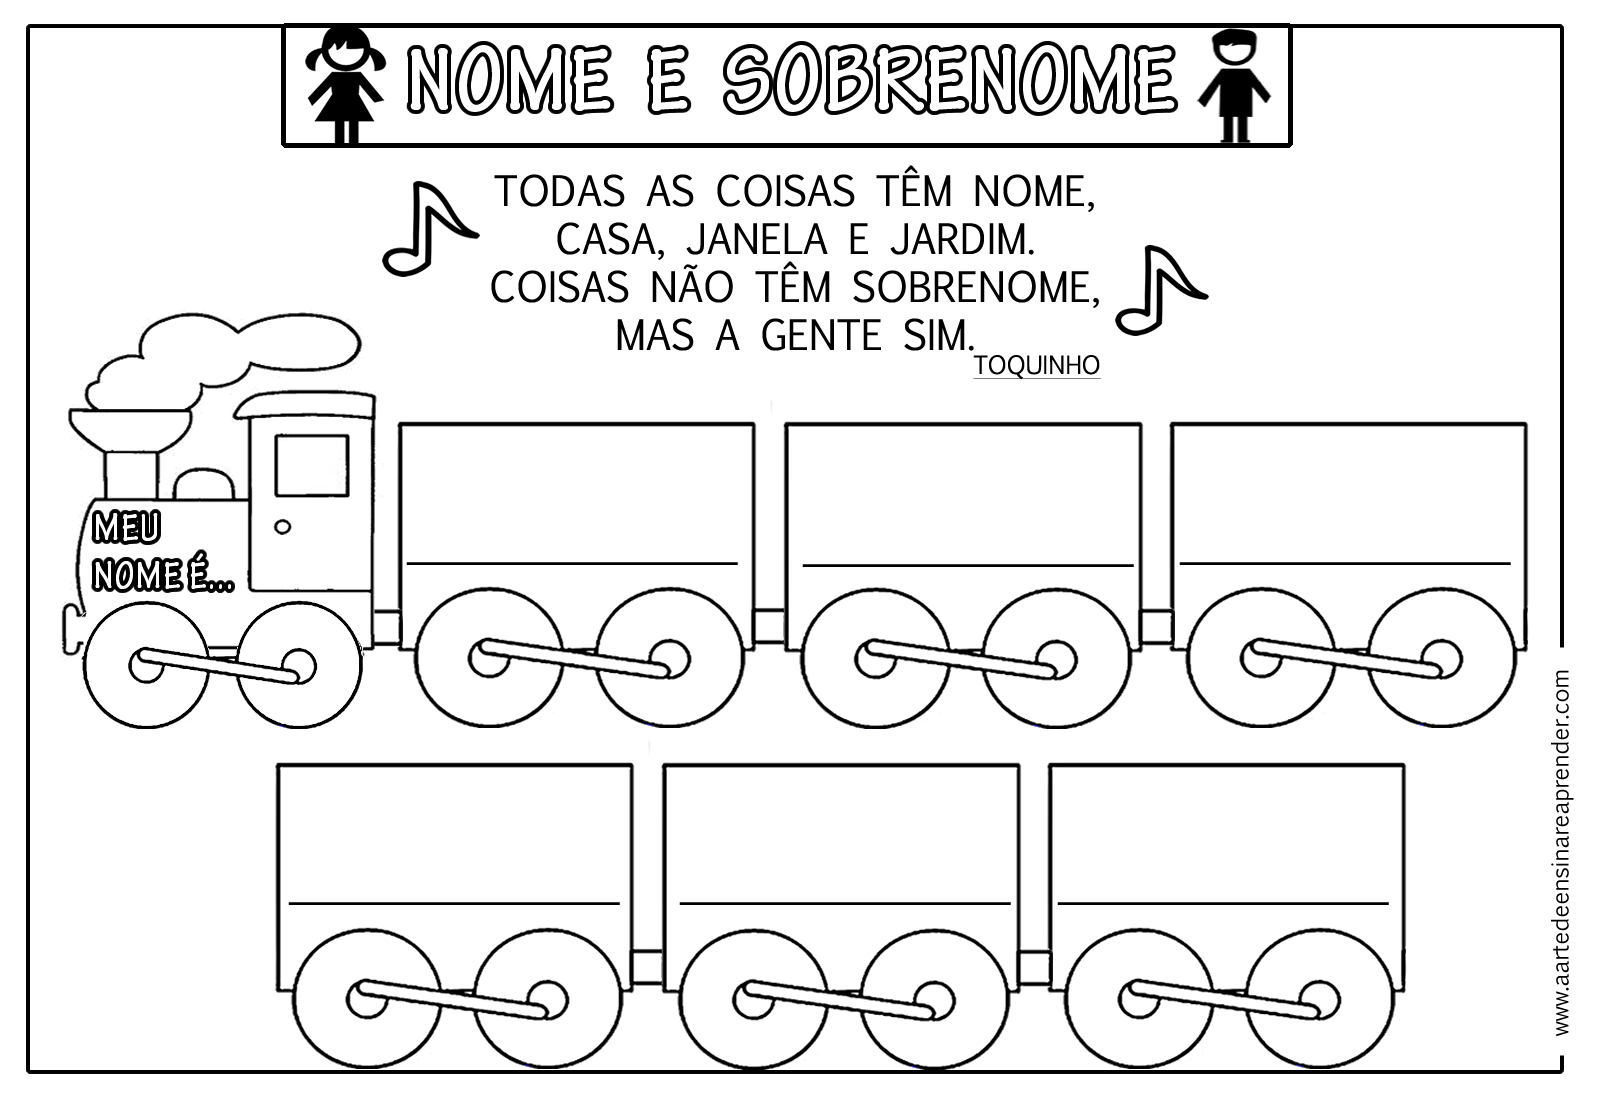 NOME E SOBRENOME
TODAS AS COISAS TÊM NOME,
CASA, JANELA E JARDIM.
COISAS NÃO TÊM SOBRENOME,
MAS A GENTE SIM.
TOQUINHO
MEU
NOME É...
www.aartedeensinareaprender.com